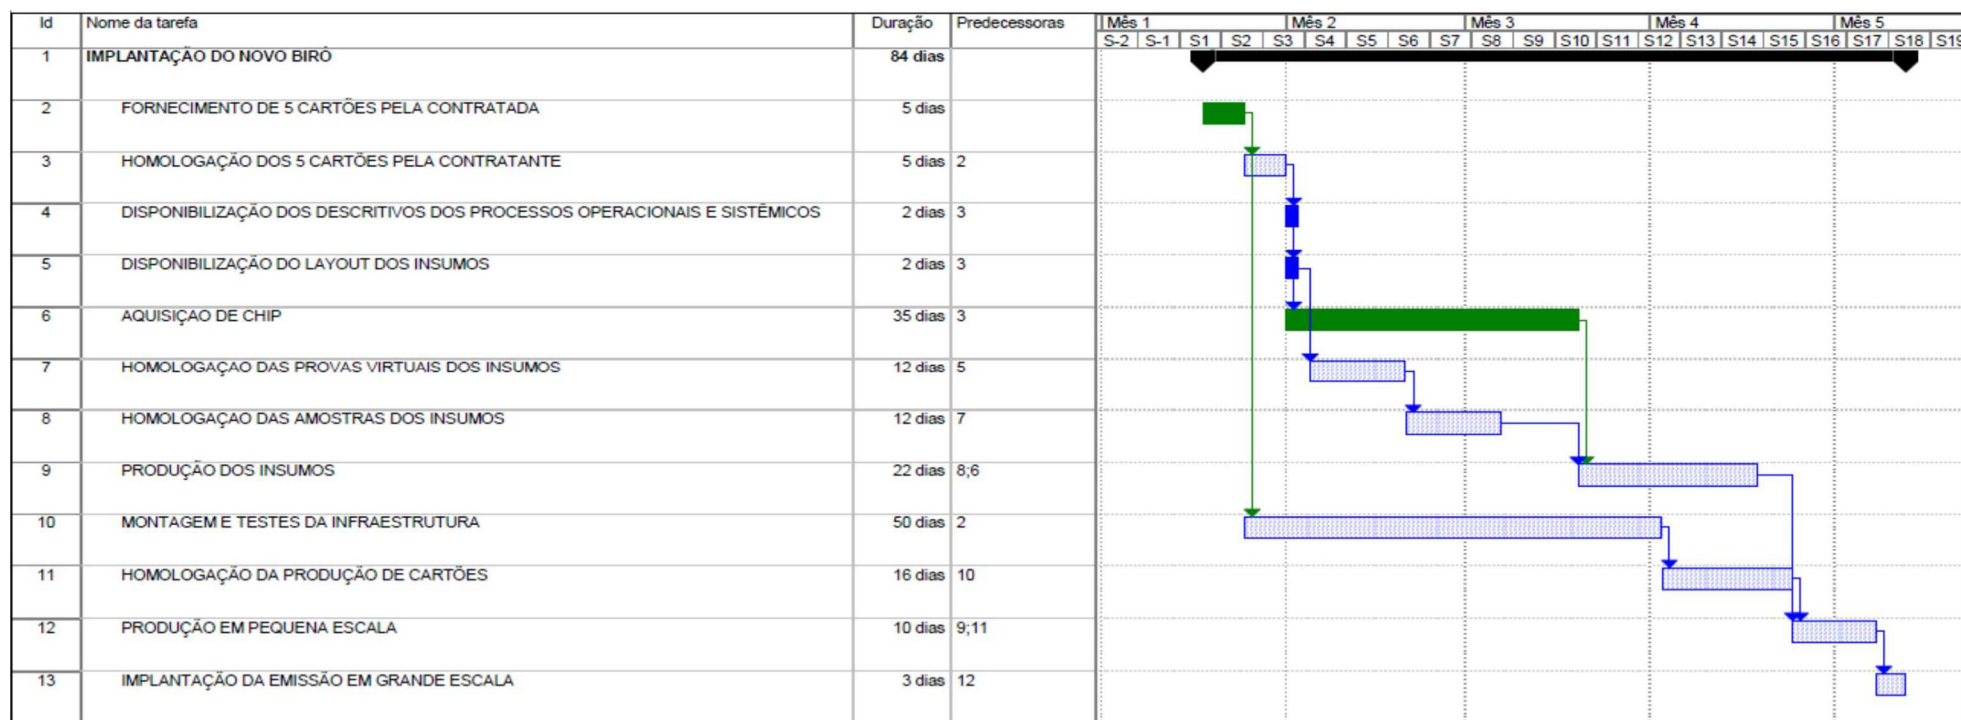 Id Nome da tarefa Duração Predecessoras Mês 1 Mês 2 Mês 3 Mês 4 Mês 5
S-2 S-1 S1 S2 S3 S4 S5 S6 S7 S8 S9 S10 S11 S12 S13 S14 S15 S16 S17 S18 S19
1 IMPLANTAÇÃO DO NOVO BIRÔ 84 dias
2 FORNECIMENTO DE 5 CARTÕES PELA CONTRATADA 5 dias
3 HOMOLOGAÇÃO DOS 5 CARTÕES PELA CONTRATANTE 5 dias 2
4 DISPONIBILIZAÇÃO DOS DESCRITIVOS DOS PROCESSOS OPERACIONAIS E SISTÊMICOS 2 dias 3
5 DISPONIBILIZAÇÃO DO LAYOUT DOS INSUMOS 2 dias 3
6 AQUISIÇAO DE CHIP 35 dias 3
7 HOMOLOGAÇAO DAS PROVAS VIRTUAIS DOS INSUMOS 12 dias 5
8 HOMOLOGAÇAO DAS AMOSTRAS DOS INSUMOS 12 dias 7
9 PRODUÇÃO DOS INSUMOS 22 dias 8;6
10 MONTAGEM E TESTES DA INFRAESTRUTURA 50 dias 2
11 HOMOLOGAÇÃO DA PRODUÇÃO DE CARTÕES 16 dias 10
12 PRODUÇÃO EM PEQUENA ESCALA 10 dias 9;11
13 IMPLANTAÇÃO DA EMISSÃO EM GRANDE ESCALA 3 dias 12